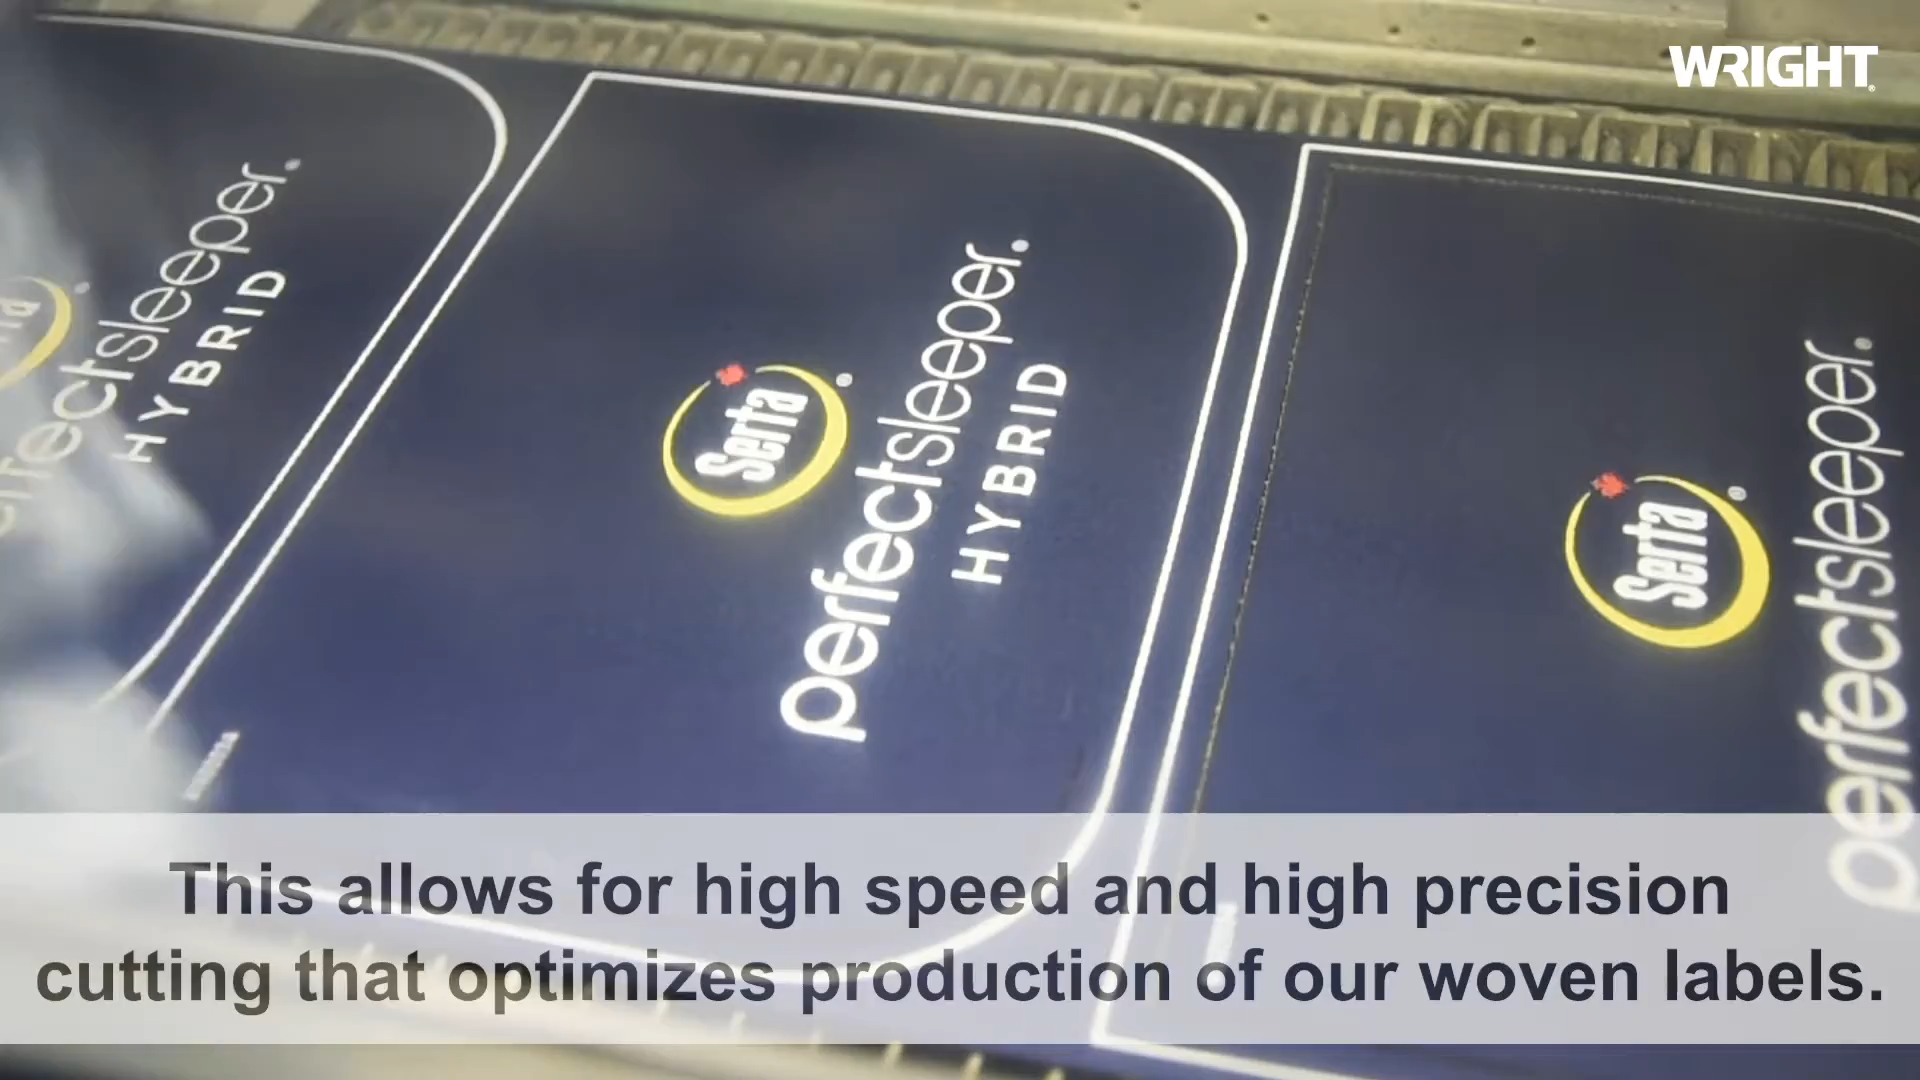 WRIGHT®
perfectsleeper.
HYBRID
Serta®
perfectsleeper.
HYBRID
Serta®
perfectsleeper.
This allows for high speed and high precision
cutting that optimizes production of our woven labels.